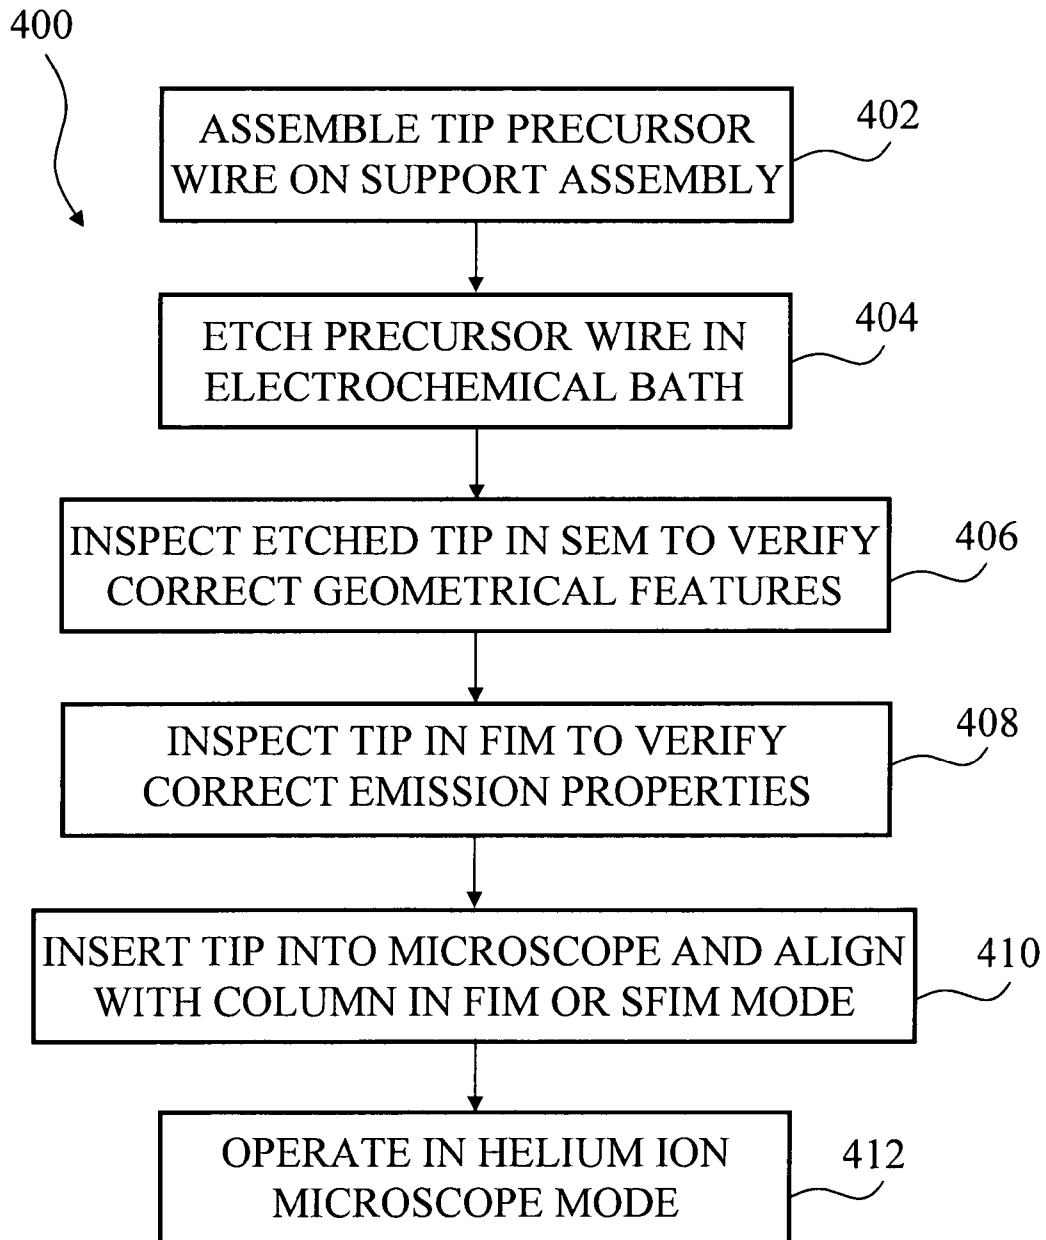 400
ASSEMBLE TIP PRECURSOR
WIRE ON SUPPORT ASSEMBLY
402
ETCH PRECURSOR WIRE IN
ELECTROCHEMICAL BATH
404
INSPECT ETCHED TIP IN SEM TO VERIFY
CORRECT GEOMETRICAL FEATURES
406
INSPECT TIP IN FIM TO VERIFY
CORRECT EMISSION PROPERTIES
408
INSERT TIP INTO MICROSCOPE AND ALIGN
WITH COLUMN IN FIM OR SFIM MODE
410
OPERATE IN HELIUM ION
MICROSCOPE MODE
412